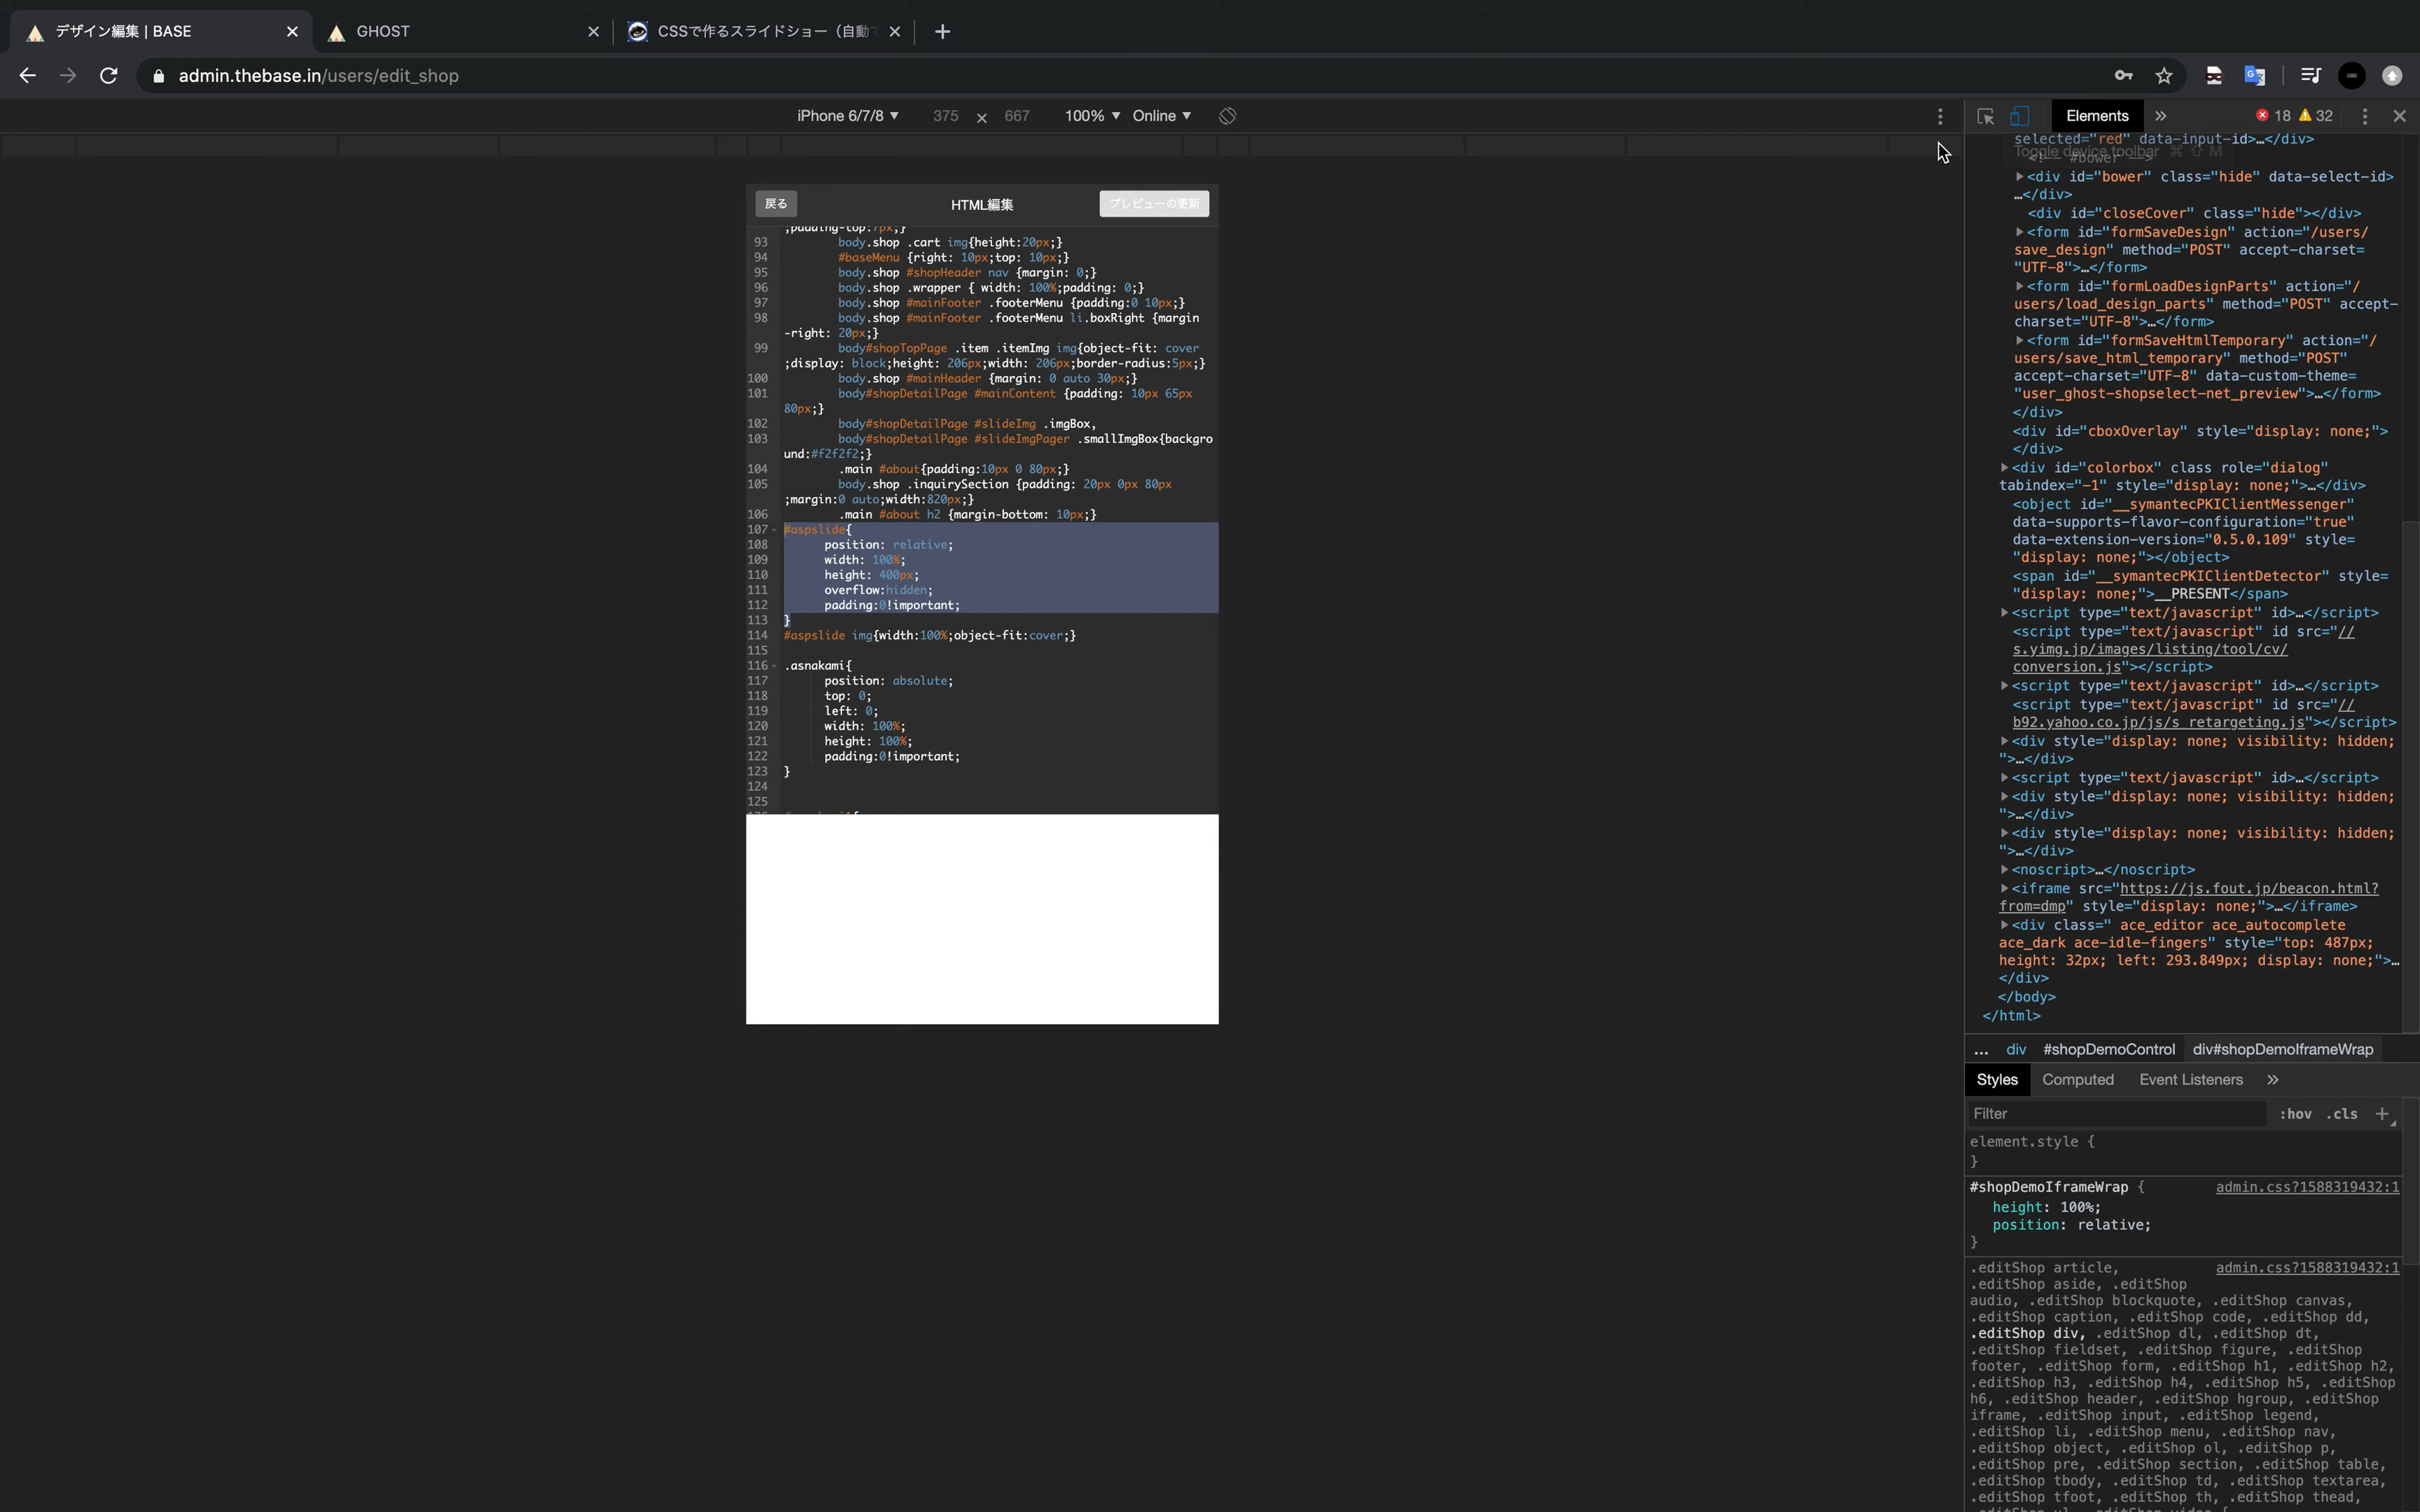 デザイン編集 | BASE
GHOST
CSSで作るスライドショー（自動で
admin.thebase.in/users/edit_shop
iPhone 6/7/8 ▼ 375 × 667 100% ▼ Online ▼
Elements » 18 32
戻る HTML編集 プレビューの更新
;padding-top:7px;}
93 body.shop .cart img{height:20px;}
94 #baseMenu {right: 10px;top: 10px;}
95 body.shop #shopHeader nav {margin: 0;}
96 body.shop .wrapper { width: 100%;padding: 0;}
97 body.shop #mainFooter .footerMenu {padding:0 10px;}
98 body.shop #mainFooter .footerMenu li.boxRight {margin
-right: 20px;}
99 body#shopTopPage .item .itemImg img{object-fit: cover
;display: block;height: 206px;width: 206px;border-radius:5px;}
100 body.shop #mainHeader {margin: 0 auto 30px;}
101 body#shopDetailPage #mainContent {padding: 10px 65px
80px;}
102 body#shopDetailPage #slideImg .imgBox,
103 body#shopDetailPage #slideImgPager .smallImgBox{backgro
und:#f2f2f2;}
104 .main #about{padding:10px 0 80px;}
105 body.shop .inquirySection {padding: 20px 0px 80px
;margin:0 auto;width:820px;}
106 .main #about h2 {margin-bottom: 10px;}
107 #aspslide{
108 position: relative;
109 width: 100%;
110 height: 400px;
111 overflow:hidden;
112 padding:0!important;
113 }
114 #aspslide img{width:100%;object-fit:cover;}
115
116 .asnakami{
117 position: absolute;
118 top: 0;
119 left: 0;
120 width: 100%;
121 height: 100%;
122 padding:0!important;
123 }
124
125
selected="red" data-input-id>…</div>
Toggle device toolbar ⌘ ⇧ M
<!-- #bower -->
<div id="bower" class="hide" data-select-id>
…</div>
<div id="closeCover" class="hide"></div>
<form id="formSaveDesign" action="/users/
save_design" method="POST" accept-charset=
"UTF-8">…</form>
<form id="formLoadDesignParts" action="/
users/load_design_parts" method="POST" accept-
charset="UTF-8">…</form>
<form id="formSaveHtmlTemporary" action="/
users/save_html_temporary" method="POST"
accept-charset="UTF-8" data-custom-theme=
"user_ghost-shopselect-net_preview">…</form>
</div>
<div id="cboxOverlay" style="display: none;">
</div>
<div id="colorbox" class role="dialog"
tabindex="-1" style="display: none;">…</div>
<object id="__symantecPKIClientMessenger"
data-supports-flavor-configuration="true"
data-extension-version="0.5.0.109" style=
"display: none;"></object>
<span id="__symantecPKIClientDetector" style=
"display: none;">__PRESENT</span>
<script type="text/javascript" id>…</script>
<script type="text/javascript" id src="//
s.yimg.jp/images/listing/tool/cv/
conversion.js"></script>
<script type="text/javascript" id>…</script>
<script type="text/javascript" id src="//
b92.yahoo.co.jp/js/s_retargeting.js"></script>
<div style="display: none; visibility: hidden;
">…</div>
<script type="text/javascript" id>…</script>
<div style="display: none; visibility: hidden;
">…</div>
<div style="display: none; visibility: hidden;
">…</div>
<noscript>…</noscript>
<iframe src="https://js.fout.jp/beacon.html?
from=dmp" style="display: none;">…</iframe>
<div class=" ace_editor ace_autocomplete
ace_dark ace-idle-fingers" style="top: 487px;
height: 32px; left: 293.849px; display: none;">…
</div>
</body>
</html>
… div #shopDemoControl div#shopDemoIframeWrap
Styles Computed Event Listeners »
Filter :hov .cls +
element.style {
}
#shopDemoIframeWrap { admin.css?1588319432:1
height: 100%;
position: relative;
}
.editShop article, admin.css?1588319432:1
.editShop aside, .editShop
audio, .editShop blockquote, .editShop canvas,
.editShop caption, .editShop code, .editShop dd,
.editShop div, .editShop dl, .editShop dt,
.editShop fieldset, .editShop figure, .editShop
footer, .editShop form, .editShop h1, .editShop h2,
.editShop h3, .editShop h4, .editShop h5, .editShop
h6, .editShop header, .editShop hgroup, .editShop
iframe, .editShop input, .editShop legend,
.editShop li, .editShop menu, .editShop nav,
.editShop object, .editShop ol, .editShop p,
.editShop pre, .editShop section, .editShop table,
.editShop tbody, .editShop td, .editShop textarea,
.editShop tfoot, .editShop th, .editShop thead,